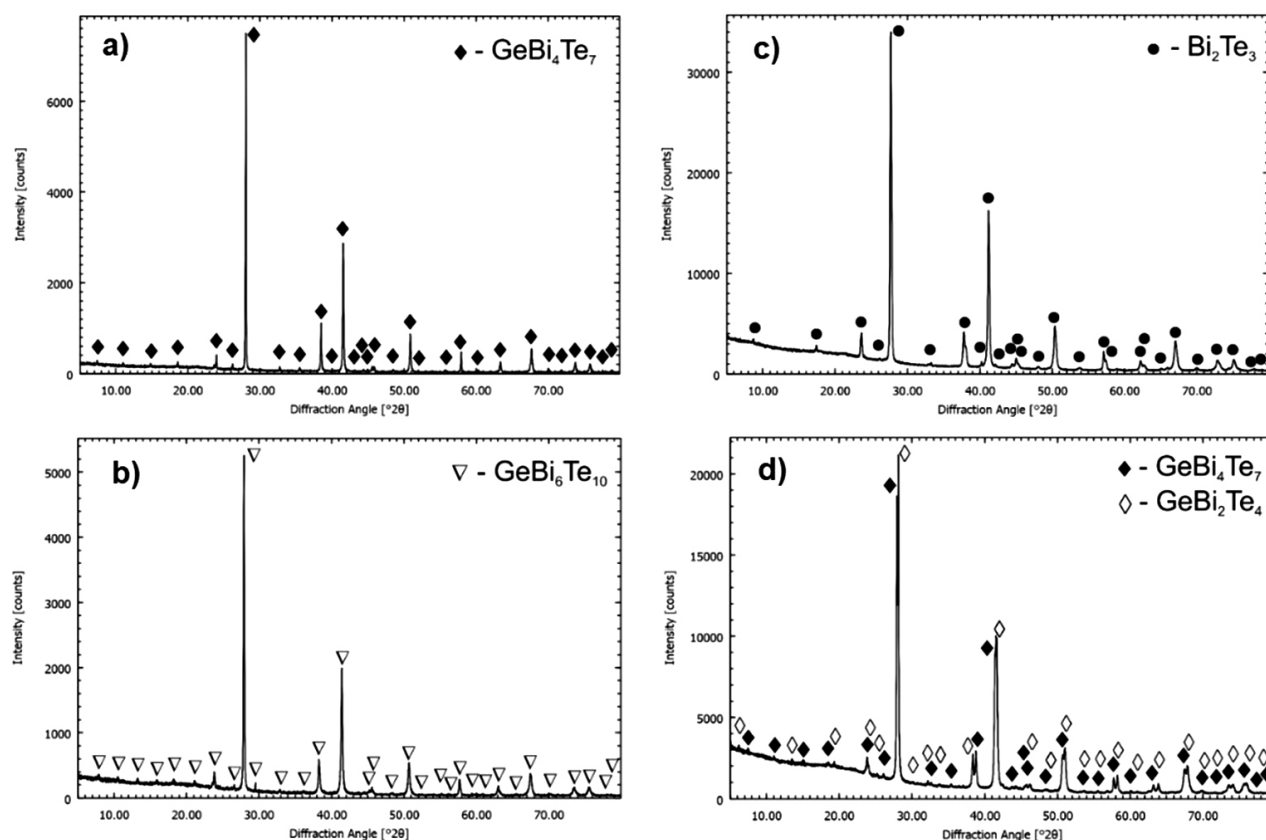 a)
◆ - GeBi₄Te₇
Intensity [counts]
6000
4000
2000
0
10.00 20.00 30.00 40.00 50.00 60.00 70.00
Diffraction Angle [°2θ]
c)
● - Bi₂Te₃
Intensity [counts]
30000
20000
10000
0
10.00 20.00 30.00 40.00 50.00 60.00 70.00
Diffraction Angle [°2θ]
b)
▽ - GeBi₆Te₁₀
Intensity [counts]
5000
4000
3000
2000
1000
0
10.00 20.00 30.00 40.00 50.00 60.00 70.00
Diffraction Angle [°2θ]
d)
◆ - GeBi₄Te₇
◇ - GeBi₂Te₄
Intensity [counts]
20000
15000
10000
5000
0
10.00 20.00 30.00 40.00 50.00 60.00 70.00
Diffraction Angle [°2θ]